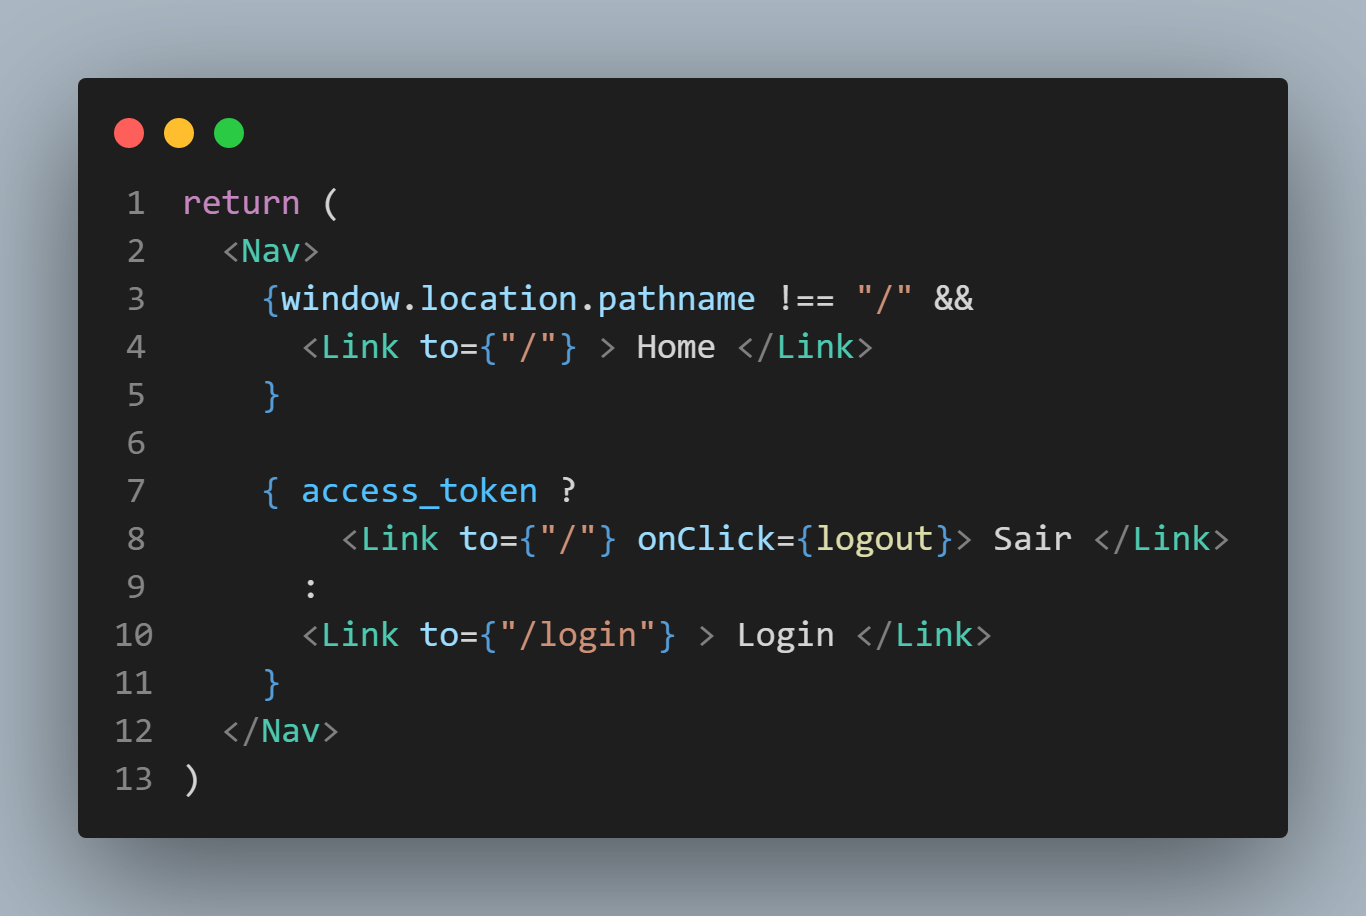 1 return (
2   <Nav>
3     {window.location.pathname !== "/" &&
4       <Link to={"/"} > Home </Link>
5     }
6
7     { access_token ?
8         <Link to={"/"} onClick={logout}> Sair </Link>
9       :
10       <Link to={"/login"} > Login </Link>
11     }
12   </Nav>
13 )